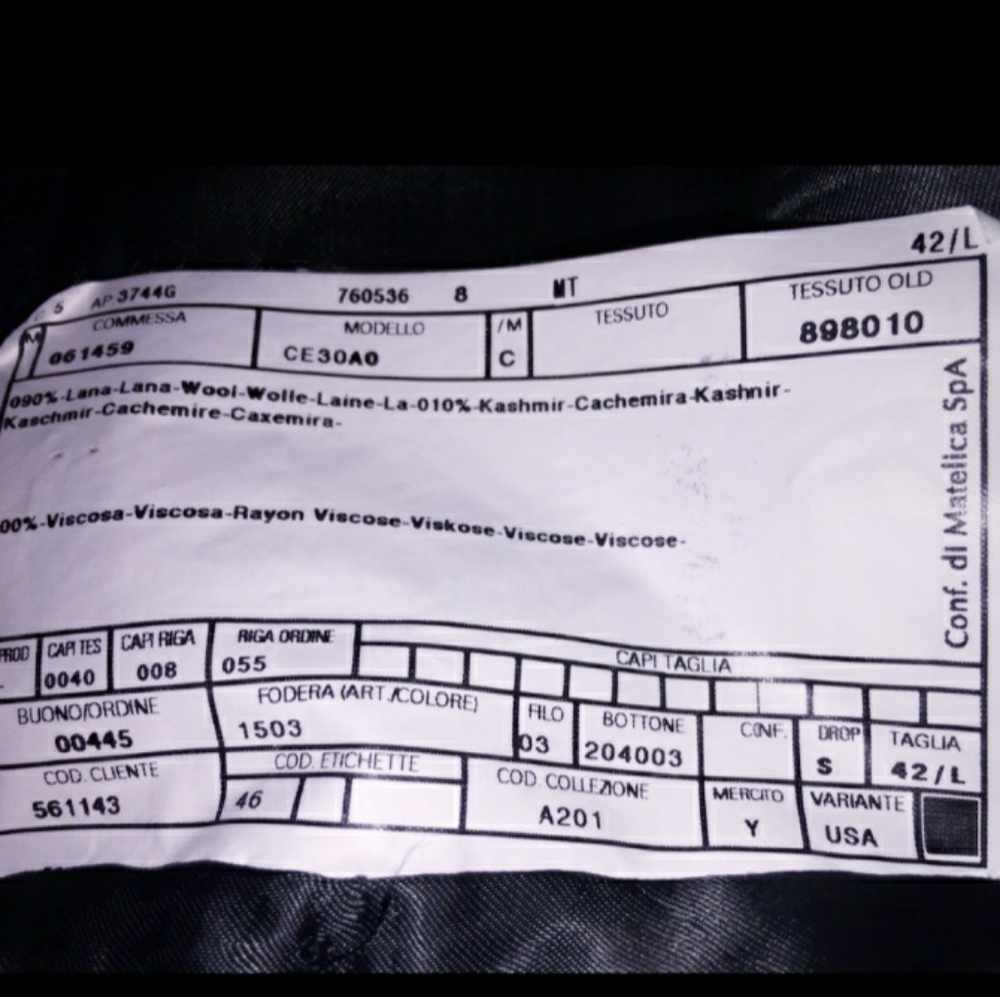 42/L
5 AP 3744G 760536 8 MT
M COMMESSA MODELLO /M TESSUTO TESSUTO OLD
061459 CE30A0 C 898010
090%-Lana-Lana-Wool-Wolle-Laine-La-010%-Kashmir-Cachemira-Kashnir-
Kaschmir-Cachemire-Caxemira-
00%-Viscosa-Viscosa-Rayon Viscose-Viskose-Viscose-Viscose-
Conf. di Matelica SpA
PROD CAPI TES CAPI RIGA RIGA ORDINE CAPI TAGLIA
0040 008 055
BUONO/ORDINE FODERA (ART./COLORE) FILO BOTTONE CONF. DROP TAGLIA
00445 1503 03 204003 S 42/L
COD. CLIENTE COD. ETICHETTE COD. COLLEZIONE MERCITO VARIANTE
561143 46 A201 Y USA